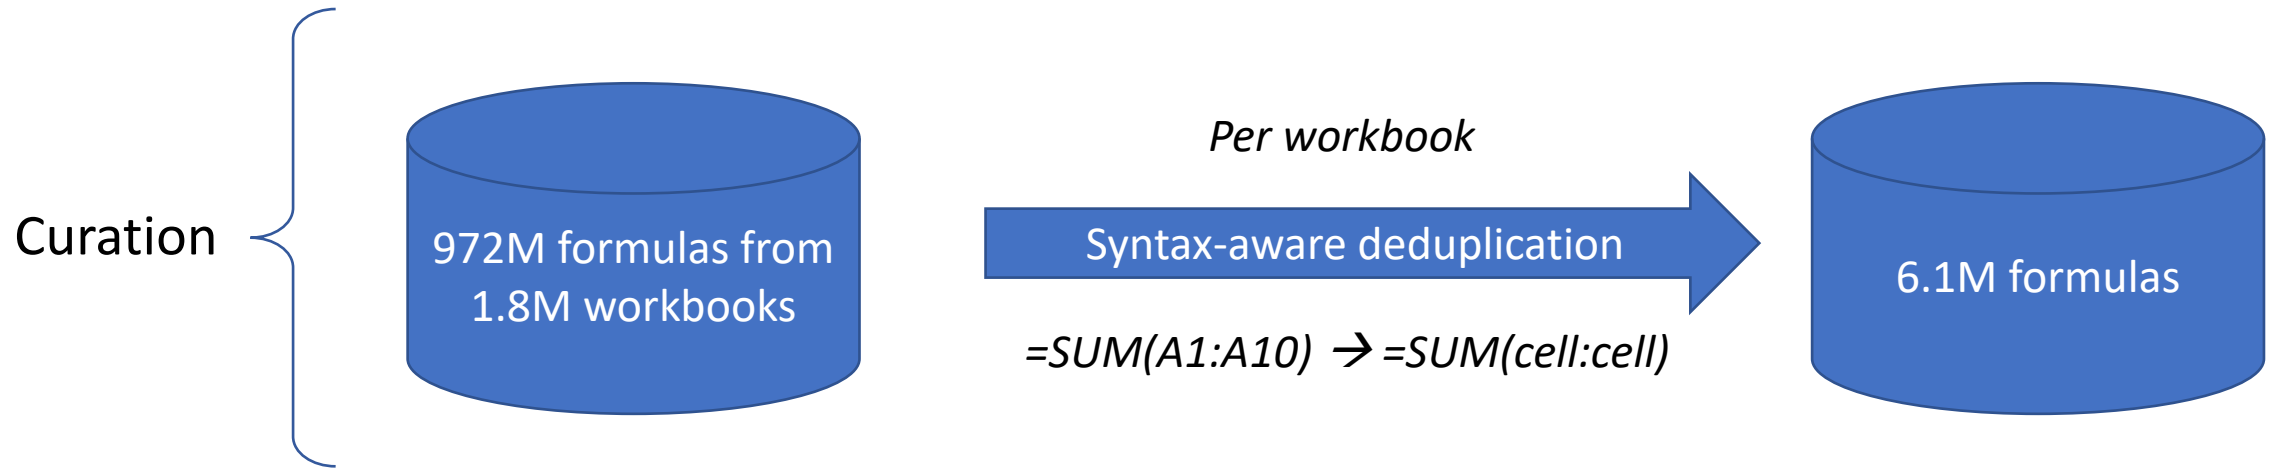 Curation
972M formulas from
1.8M workbooks
Per workbook
Syntax-aware deduplication
=SUM(A1:A10) → =SUM(cell:cell)
6.1M formulas